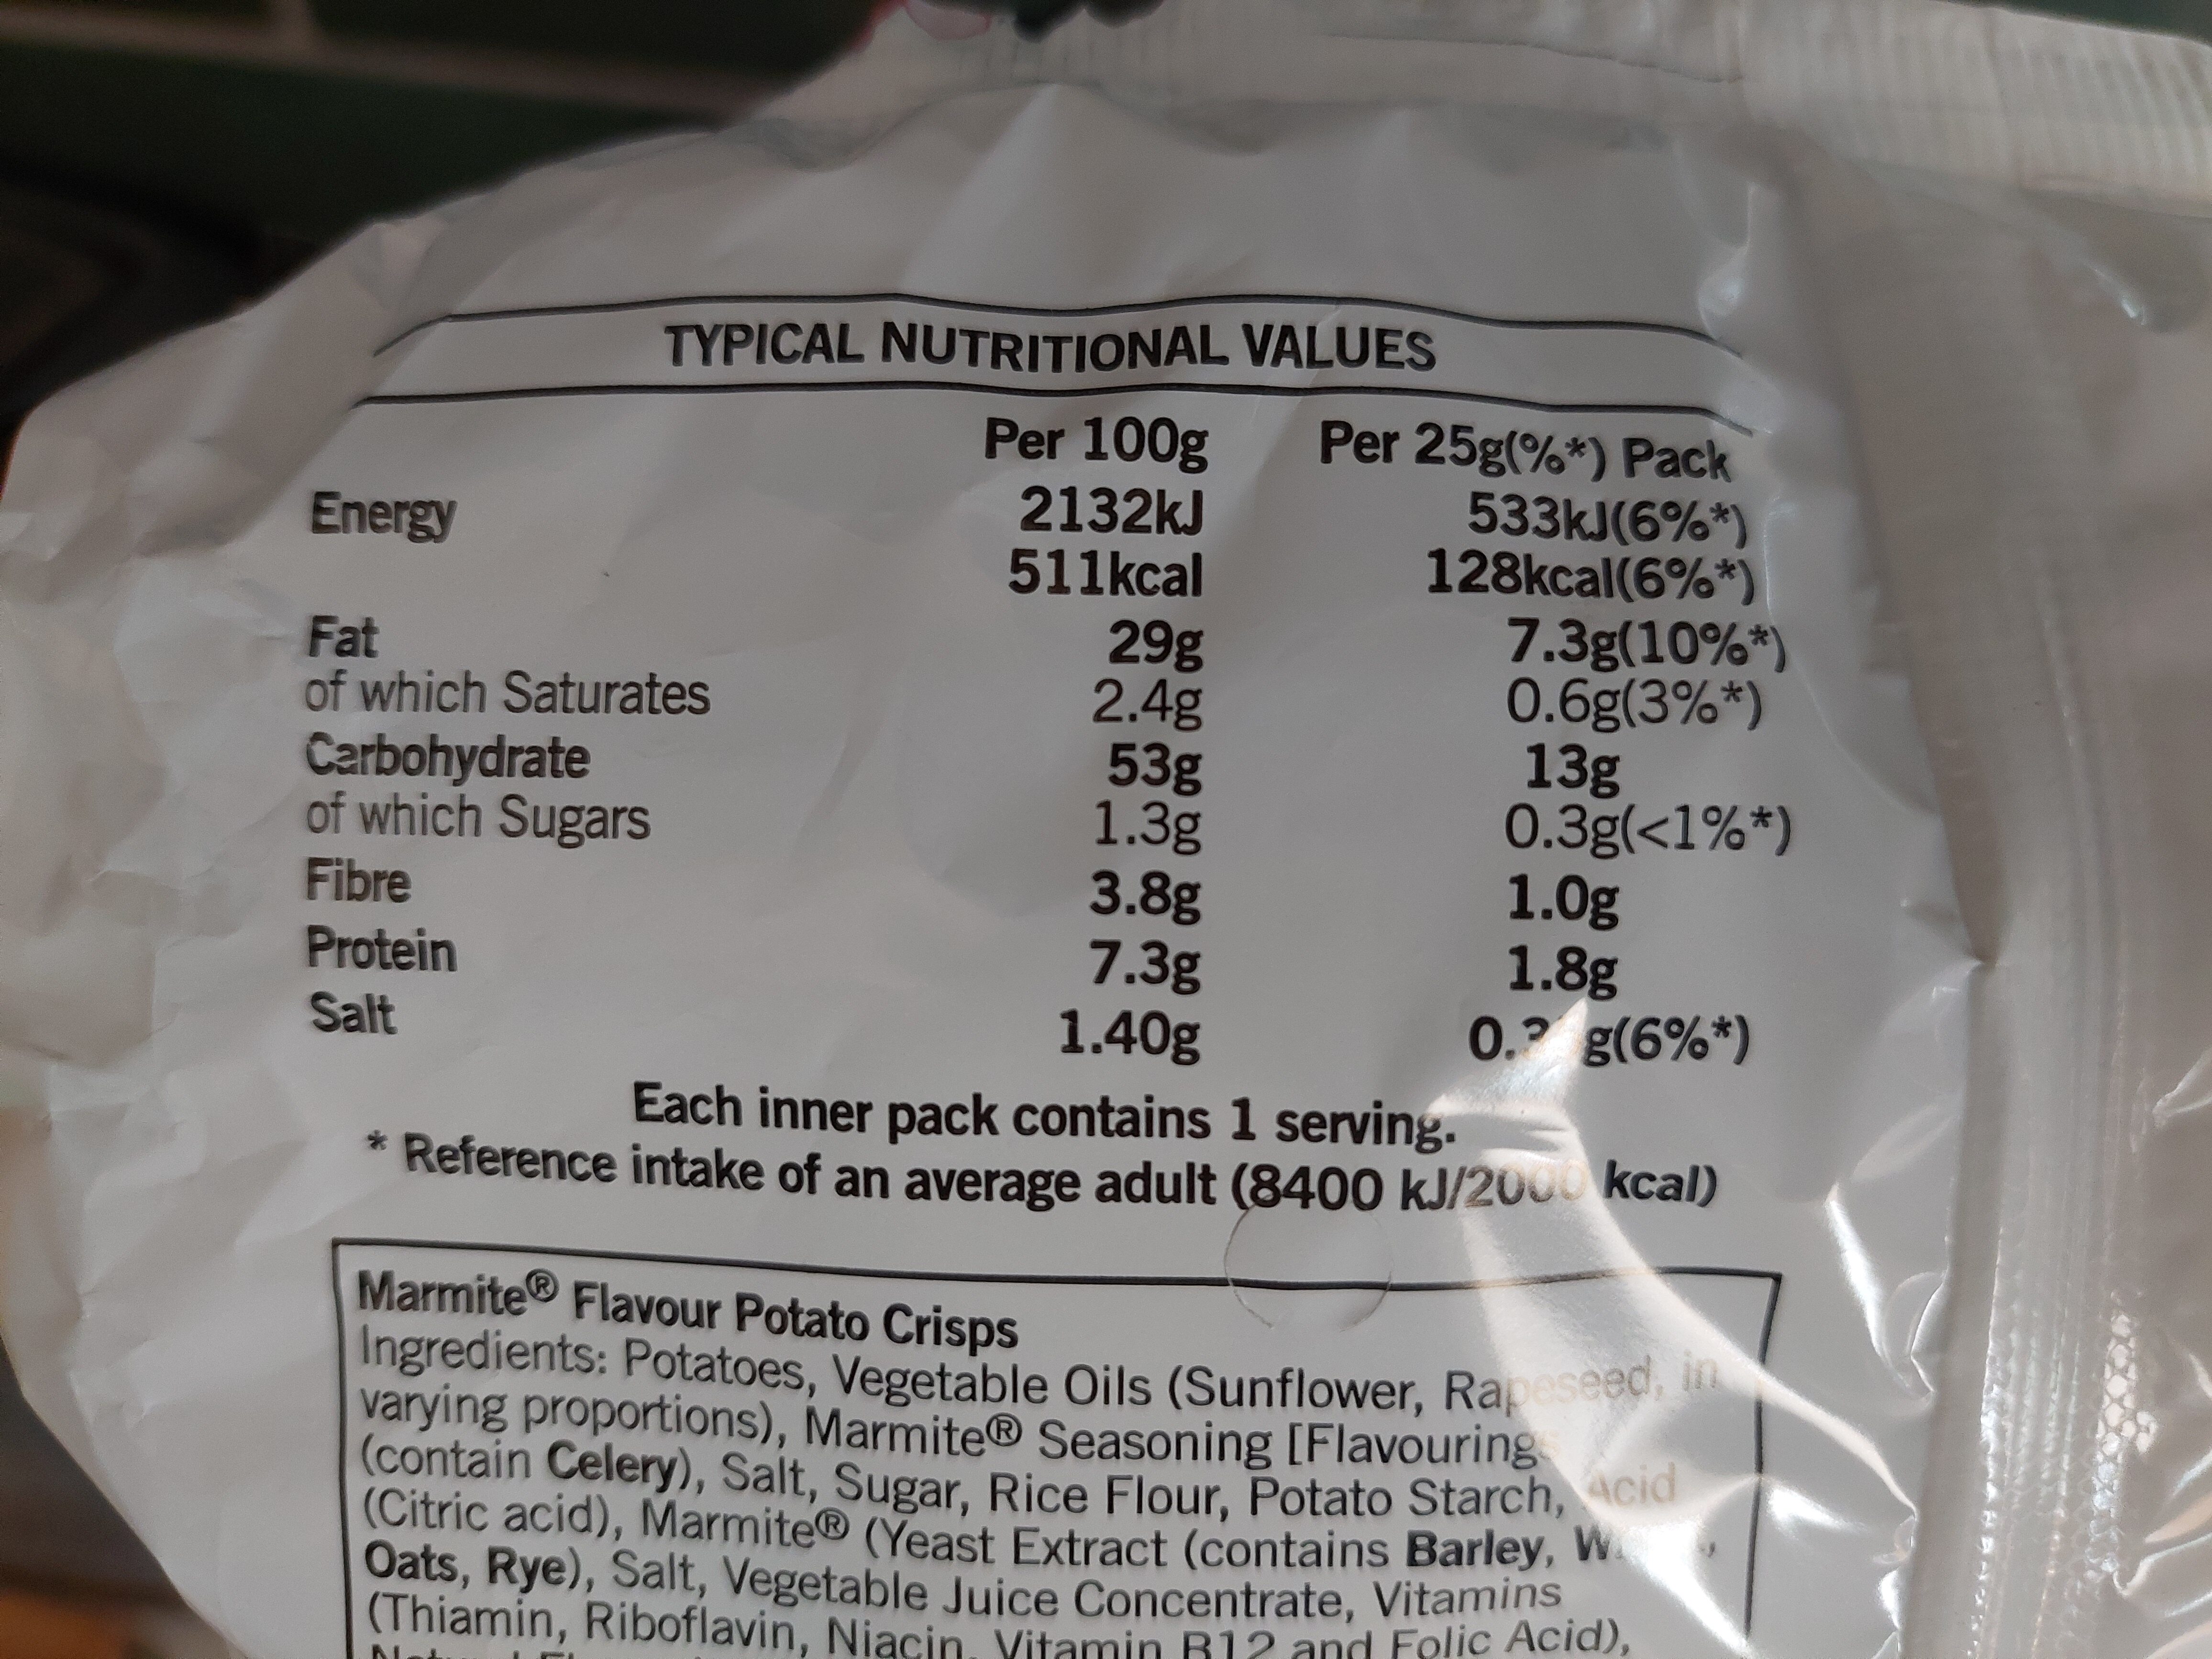 TYPICAL NUTRITIONAL VALUES
Per 100g Per 25g(%*) Pack
Energy 2132kJ 533kJ(6%*)
511kcal 128kcal(6%*)
Fat 29g 7.3g(10%*)
of which Saturates 2.4g 0.6g(3%*)
Carbohydrate 53g 13g
of which Sugars 1.3g 0.3g(<1%*)
Fibre 3.8g 1.0g
Protein 7.3g 1.8g
Salt 1.40g (6%*)
Each inner pack contains 1 serving.
* Reference intake of an average adult (8400 kJ/2000 kcal)
Marmite® Flavour Potato Crisps
Ingredients: Potatoes, Vegetable Oils (Sunflower, Rapeseed, in
varying proportions), Marmite® Seasoning [Flavourings
(contain Celery), Salt, Sugar, Rice Flour, Potato Starch, Acid
(Citric acid), Marmite® (Yeast Extract (contains Barley,
Oats, Rye), Salt, Vegetable Juice Concentrate, Vitamins
(Thiamin, Riboflavin, Niacin, Vitamin B12 and Folic Acid),